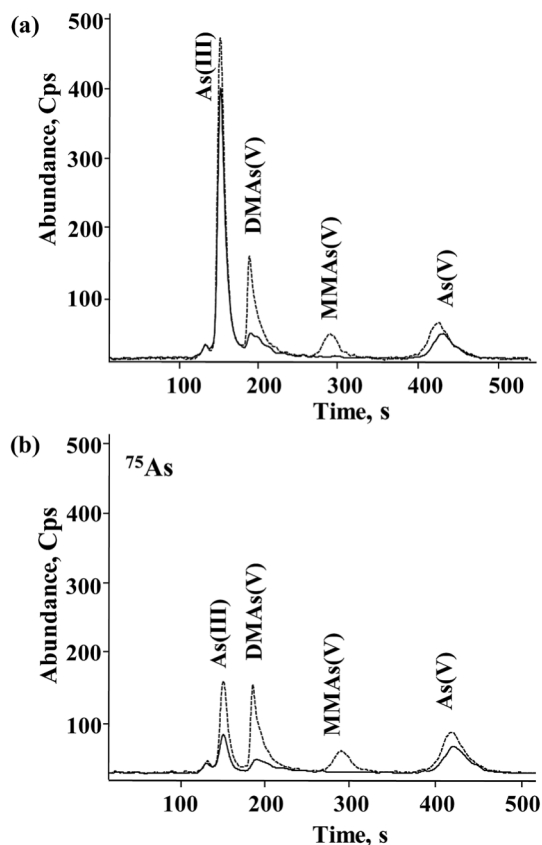 (a)
Abundance, Cps
500
400
300
200
100
As(III)
DMAs(V)
MMAs(V)
As(V)
100
200
300
400
500
Time, s
(b)
75As
Abundance, Cps
500
400
300
200
100
As(III)
DMAs(V)
MMAs(V)
As(V)
100
200
300
400
500
Time, s